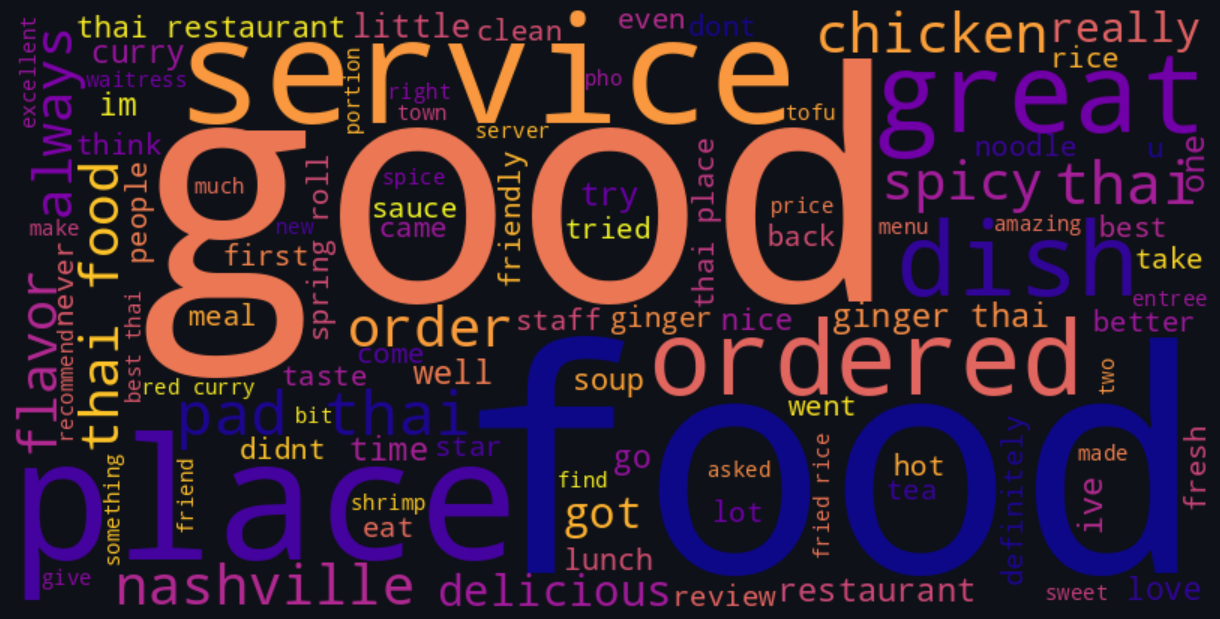 excellent
thai restaurant
little
clean
even
dont
chicken
really
always
curry
waitress
im
service
portion
right
town
pho
tofu
rice
great
think
server
noodle
u
one
people
good
much
spice
sauce
came
try
tried
price
back
friendly
thai place
spicy
thai
make
thai food
new
first
spring roll
menu
dish
amazing
best
take
entree
flavor
recommend
never
best thai
meal
order
staff
ginger
nice
ginger thai
better
red curry
come
taste
well
soup
ordered
two
pad thai
bit
went
food
place
didnt
time
star
go
find
asked
lot
fried rice
hot
tea
definitely
made
ive
fresh
something
friend
shrimp
eat
got
lunch
give
nashville
delicious
review
restaurant
sweet
love